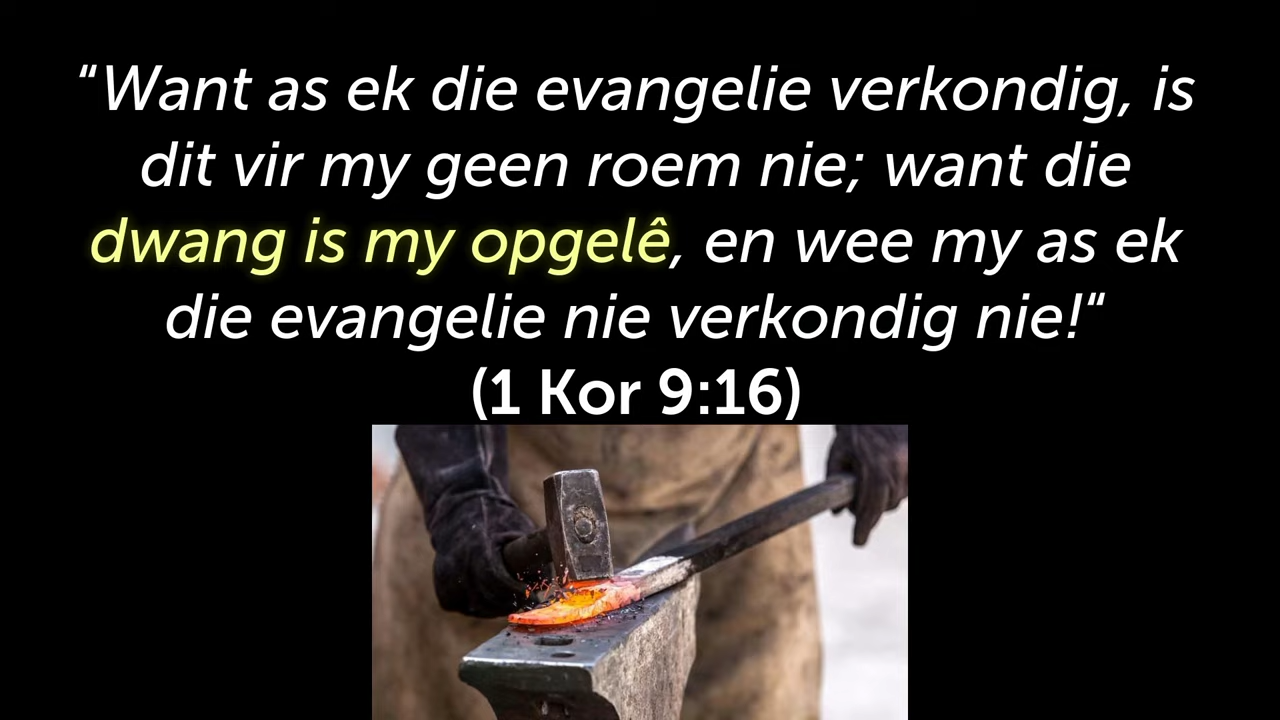 “Want as ek die evangelie verkondig, is
dit vir my geen roem nie; want die
dwang is my opgelê, en wee my as ek
die evangelie nie verkondig nie!“
(1 Kor 9:16)